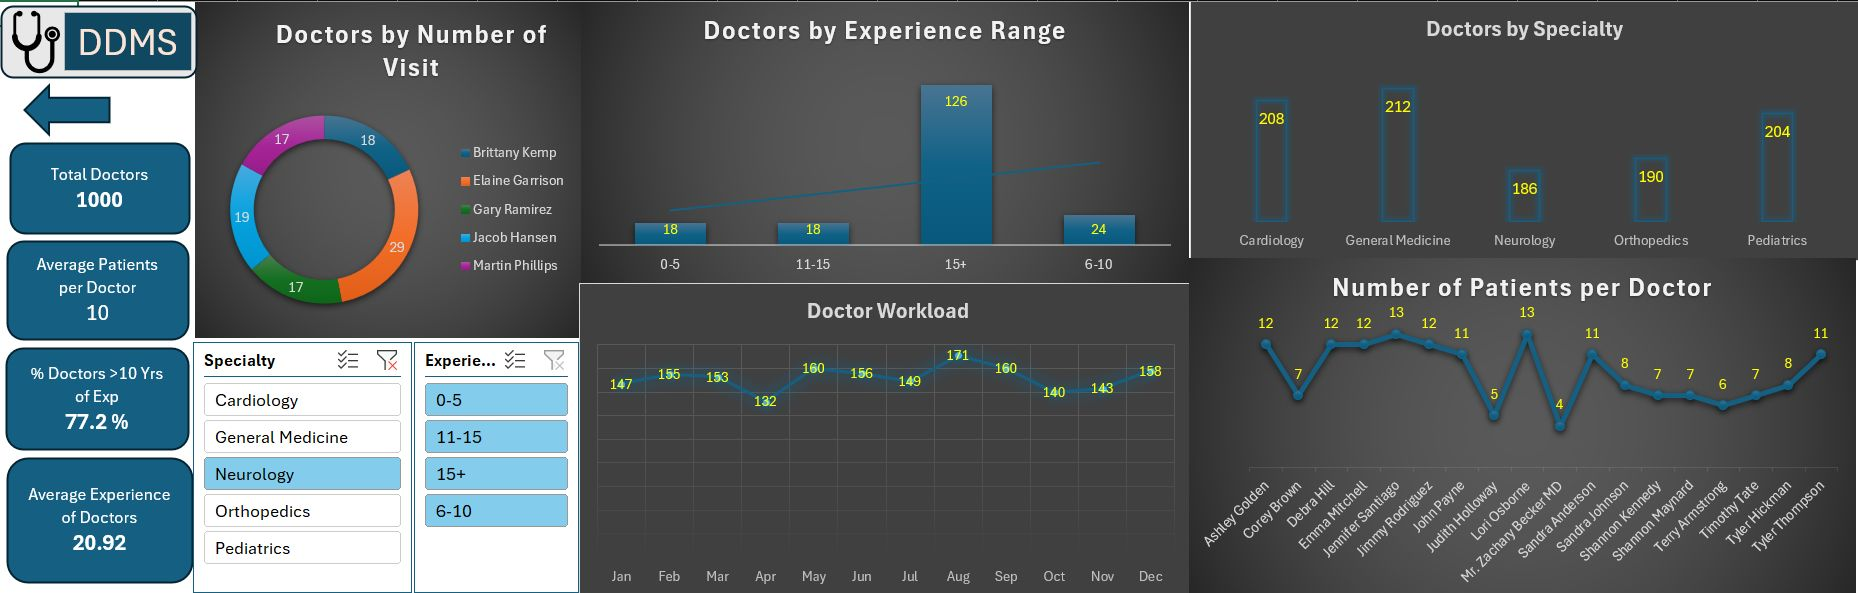 DDMS
Total Doctors
1000
Average Patients
per Doctor
10
% Doctors >10 Yrs
of Exp
77.2 %
Average Experience
of Doctors
20.92
Doctors by Number of
Visit
18
29
17
19
17
Brittany Kemp
Elaine Garrison
Gary Ramirez
Jacob Hansen
Martin Phillips
Specialty
Cardiology
General Medicine
Neurology
Orthopedics
Pediatrics
Experie...
0-5
11-15
15+
6-10
Doctors by Experience Range
18 18 126 24
0-5 11-15 15+ 6-10
Doctor Workload
147 155 153 132 160 156 149 171 160 140 143 158
Jan Feb Mar Apr May Jun Jul Aug Sep Oct Nov Dec
Doctors by Specialty
208 212 186 190 204
Cardiology General Medicine Neurology Orthopedics Pediatrics
Number of Patients per Doctor
12 7 12 12 13 12 11 5 13 4 11 8 7 7 6 7 8 11
Ashley Golden
Corey Brown
Debra Hill
Emma Mitchell
Jennifer Santiago
Jimmy Rodriguez
John Payne
Judith Holloway
Lori Osborne
Mr. Zachary Becker MD
Sandra Anderson
Sandra Johnson
Shannon Kennedy
Shannon Maynard
Terry Armstrong
Timothy Tate
Tyler Hickman
Tyler Thompson